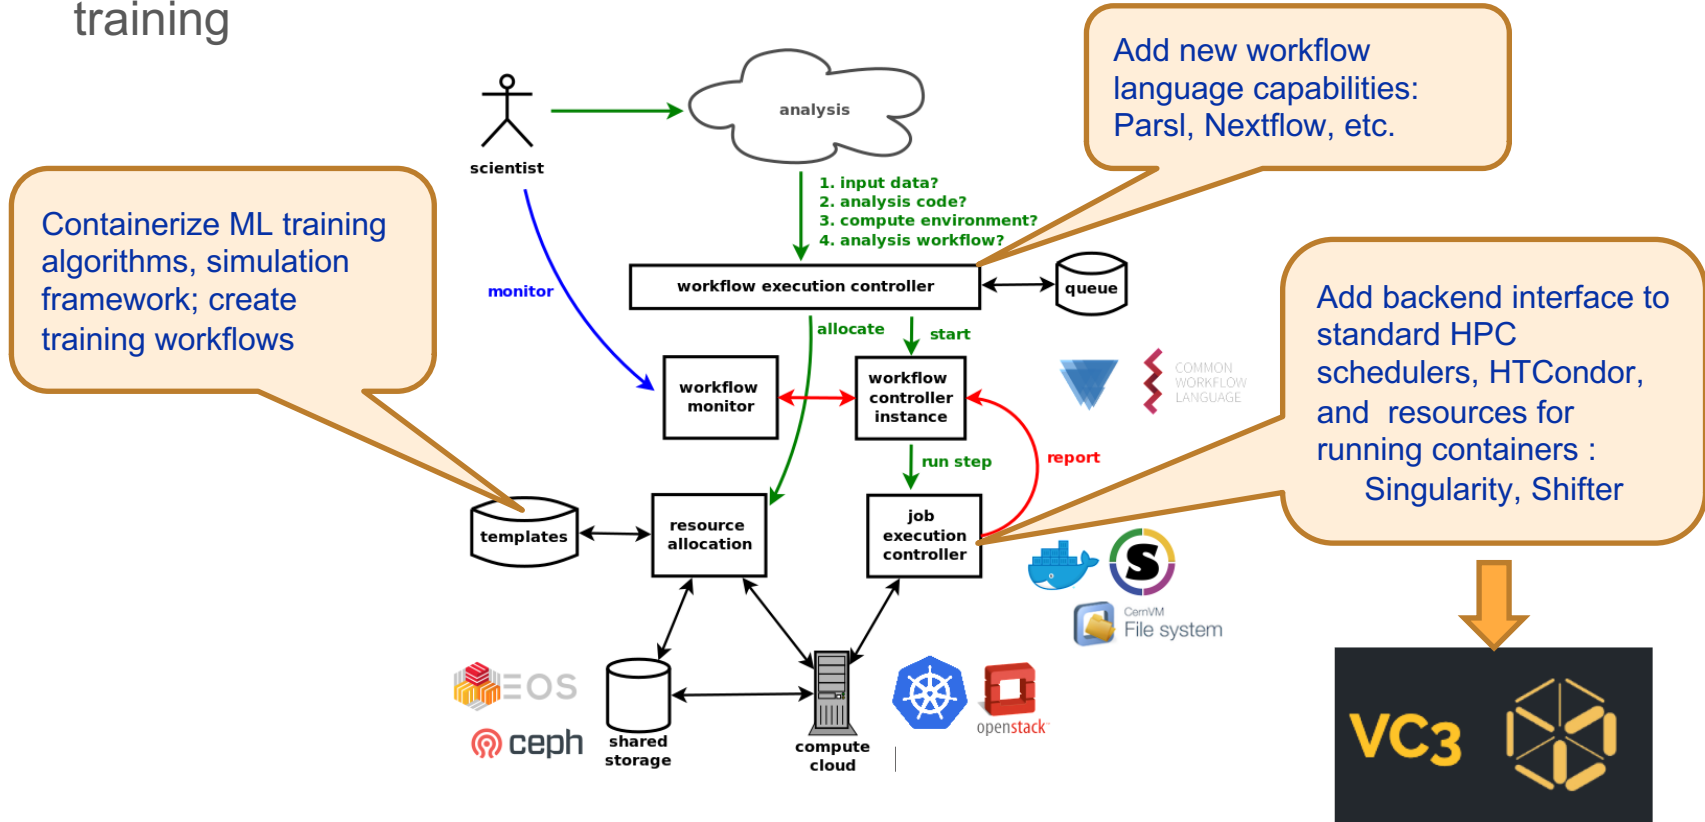 training
Add new workflow
language capabilities:
Parsl, Nextflow, etc.
analysis
scientist
1. input data?
2. analysis code?
3. compute environment?
4. analysis workflow?
Containerize ML training
algorithms, simulation
framework; create
training workflows
monitor
workflow execution controller
queue
allocate
start
Add backend interface to
standard HPC
schedulers, HTCondor,
and resources for
running containers :
Singularity, Shifter
workflow
monitor
workflow
controller
instance
COMMON
WORKFLOW
LANGUAGE
run step
report
templates
resource
allocation
job
execution
controller
S
CernVM
File system
EOS
ceph
shared
storage
compute
cloud
openstack
VC3